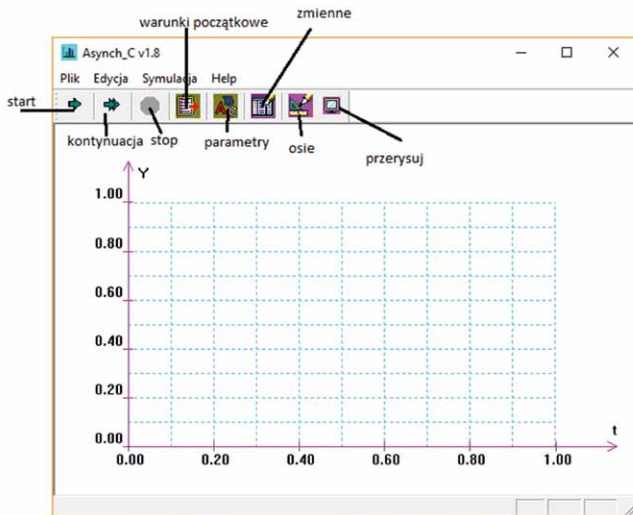 zmienne
warunki początkowe
Asynch_C v1.8
Plik Edycja Symulacja Help
start
kontynuacja stop parametry osie przerysuj
Y
1.00
0.80
0.60
0.40
0.20
0.00
t
0.00 0.20 0.40 0.60 0.80 1.00